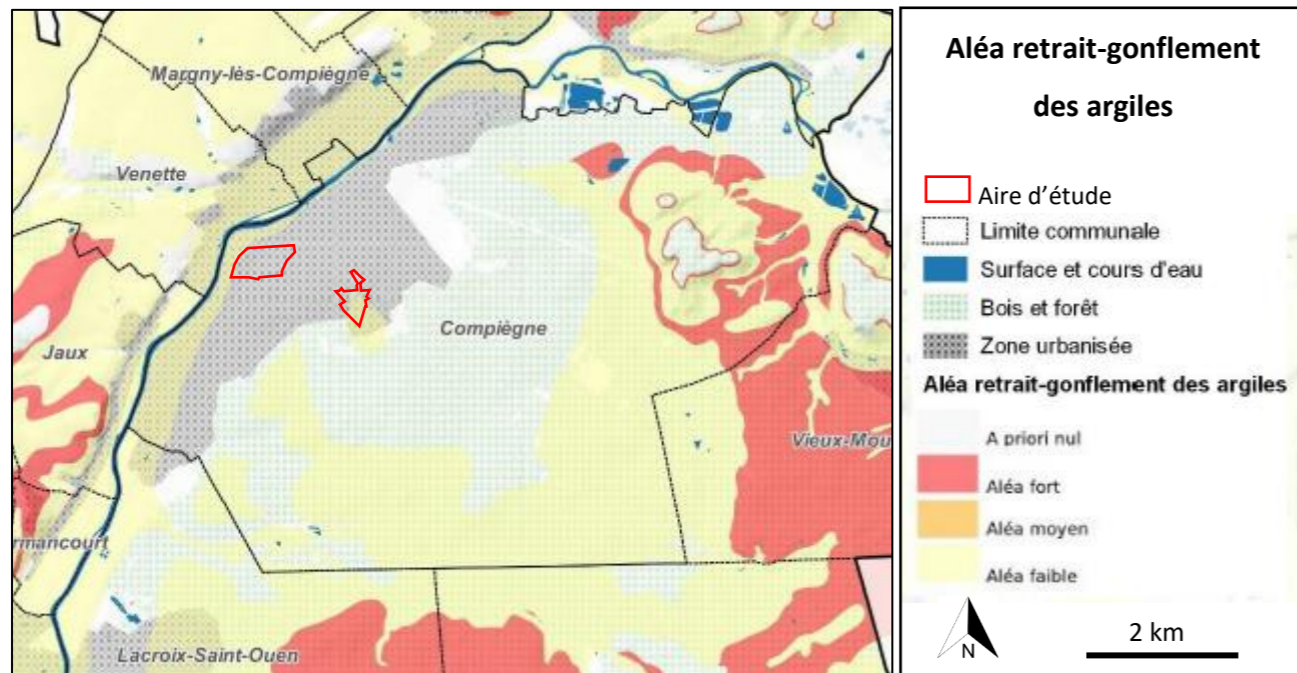 Clairoi
Margny-lès-Compiègne
Venette
Jaux
Compiègne
Vieux-Mou
rmancourt
Lacroix-Saint-Ouen
Aléa retrait-gonflement
des argiles
Aire d'étude
Limite communale
Surface et cours d'eau
Bois et forêt
Zone urbanisée
Aléa retrait-gonflement des argiles
A priori nul
Aléa fort
Aléa moyen
Aléa faible
N
2 km